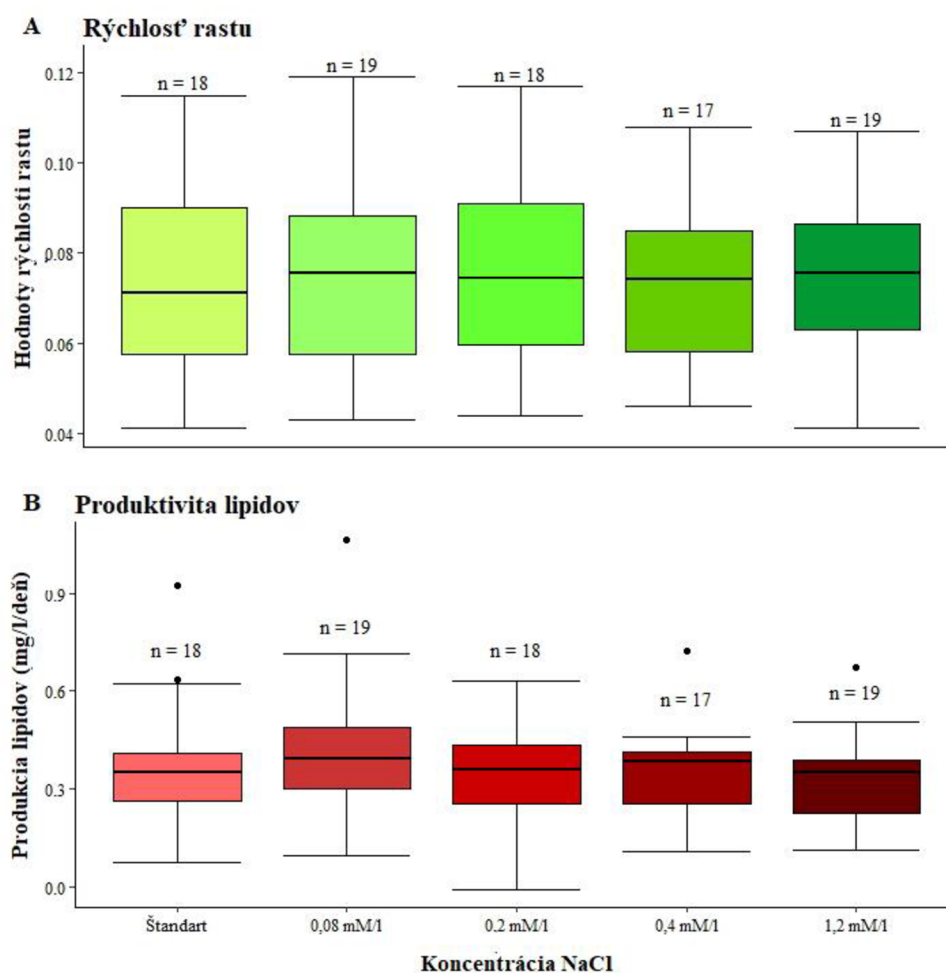 A Rýchlosť rastu
Hodnoty rýchlosti rastu
0.12
0.10
0.08
0.06
0.04
n = 18
n = 19
n = 18
n = 17
n = 19
B Produktivita lipidov
Produkcia lipidov (mg/l/deň)
0.9
0.6
0.3
0.0
n = 18
n = 19
n = 18
n = 17
n = 19
Štandart 0,08 mM/l 0.2 mM/l 0,4 mM/l 1,2 mM/l
Koncentrácia NaCl